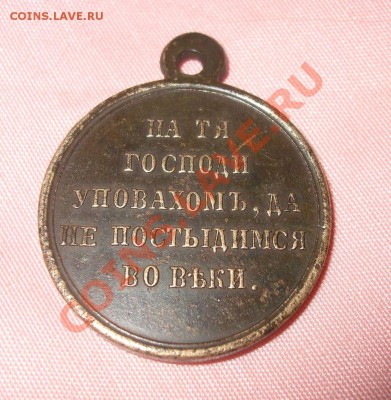 COINS.LAVE.RU
COINS.LAVE.RU
НА ТЯ
ГОСПОДИ
УПОВАХОМЪ, ДА
НЕ ПОСТЫДИМСЯ
ВО ВѢКИ.